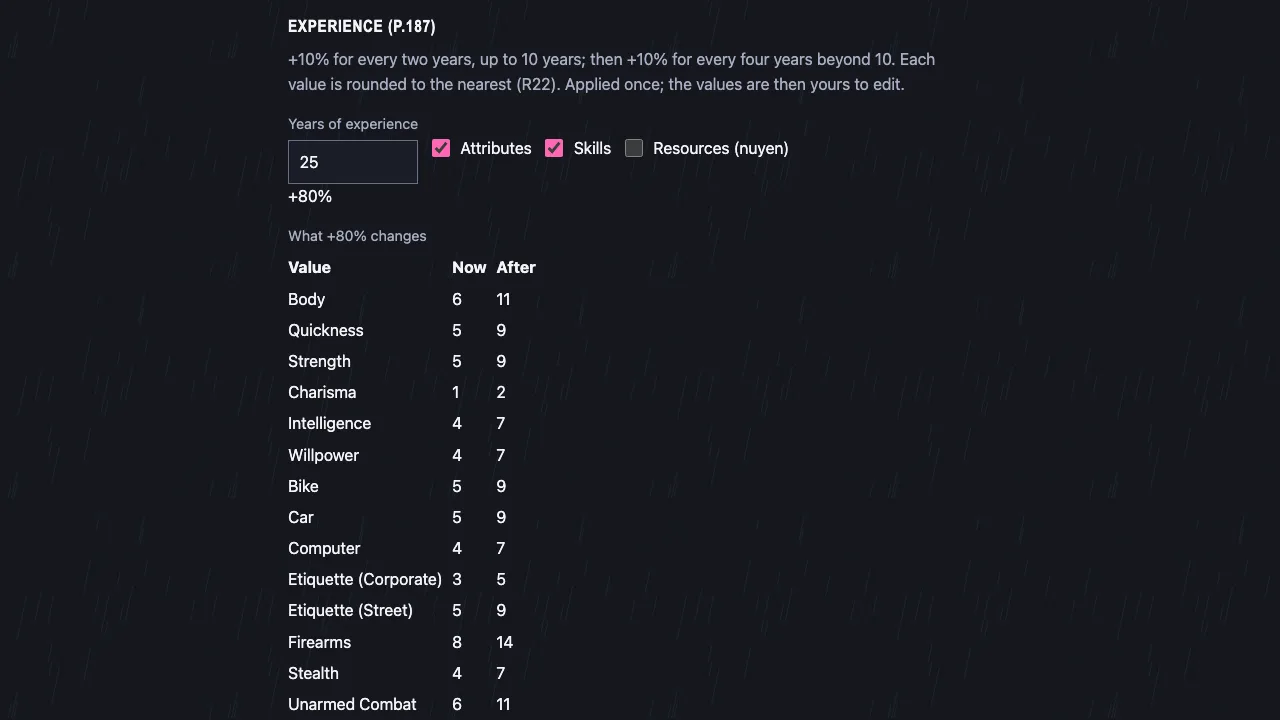 EXPERIENCE (P.187)
+10% for every two years, up to 10 years; then +10% for every four years beyond 10. Each
value is rounded to the nearest (R22). Applied once; the values are then yours to edit.
Years of experience
25
Attributes
Skills
Resources (nuyen)
+80%
What +80% changes
Value Now After
Body 6 11
Quickness 5 9
Strength 5 9
Charisma 1 2
Intelligence 4 7
Willpower 4 7
Bike 5 9
Car 5 9
Computer 4 7
Etiquette (Corporate) 3 5
Etiquette (Street) 5 9
Firearms 8 14
Stealth 4 7
Unarmed Combat 6 11